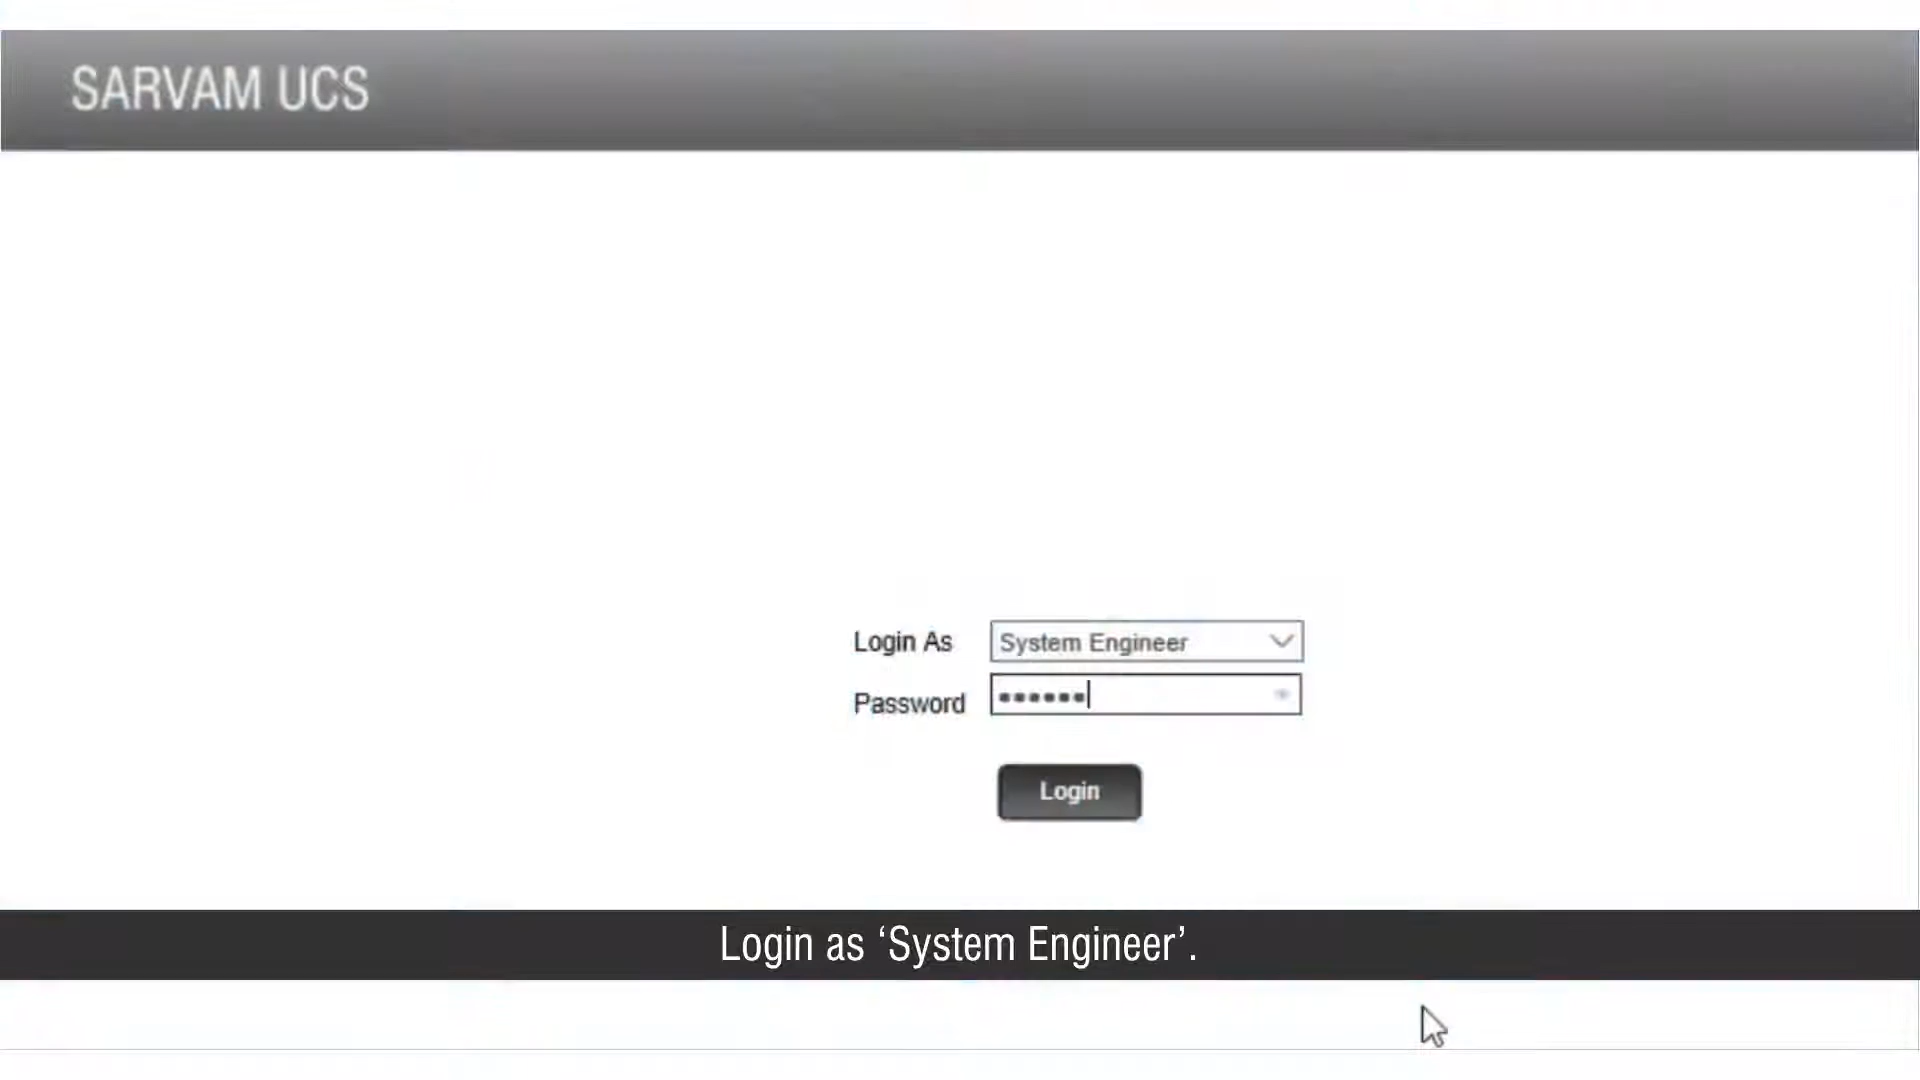 SARVAM UCS
Login As System Engineer
Password ••••••
Login
Login as ‘System Engineer’.